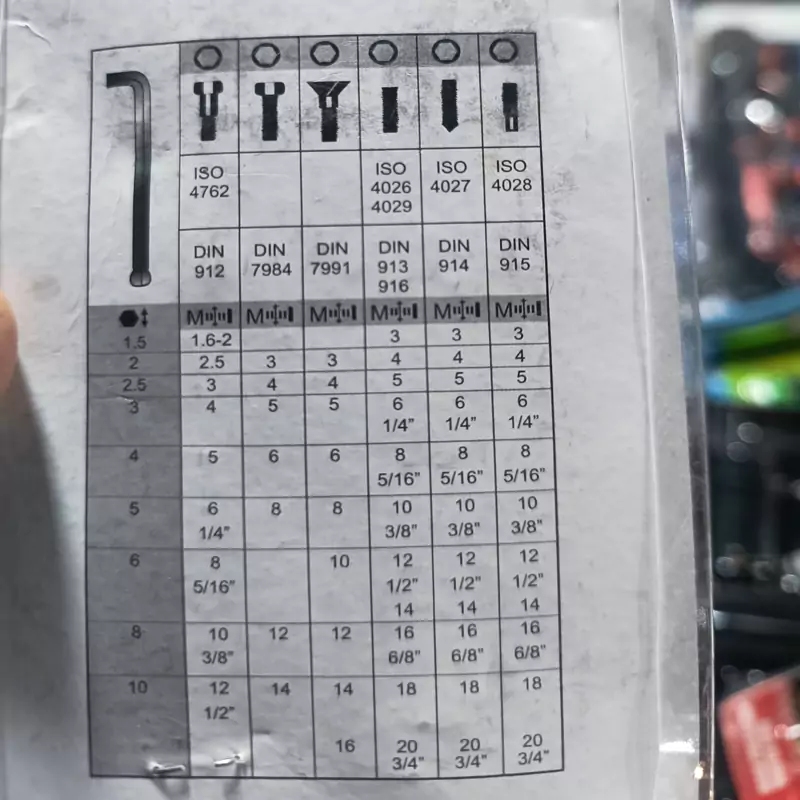 ISO 4762 ISO 4026 4029 ISO 4027 ISO 4028
DIN 912 DIN 7984 DIN 7991 DIN 913 916 DIN 914 DIN 915
M M M M M M
1.5 1.6-2 3 3 3
2 2.5 3 3 4 4 4
2.5 3 4 4 5 5 5
3 4 5 5 6 6 6
1/4" 1/4" 1/4"
4 5 6 6 8 8 8
5/16" 5/16" 5/16"
5 6 8 8 10 10 10
1/4" 3/8" 3/8" 3/8"
6 8 10 12 12 12
5/16" 1/2" 1/2" 1/2"
14 14 14
8 10 12 12 16 16 16
3/8" 6/8" 6/8" 6/8"
10 12 14 14 18 18 18
1/2"
16 20 20 20
3/4" 3/4" 3/4"